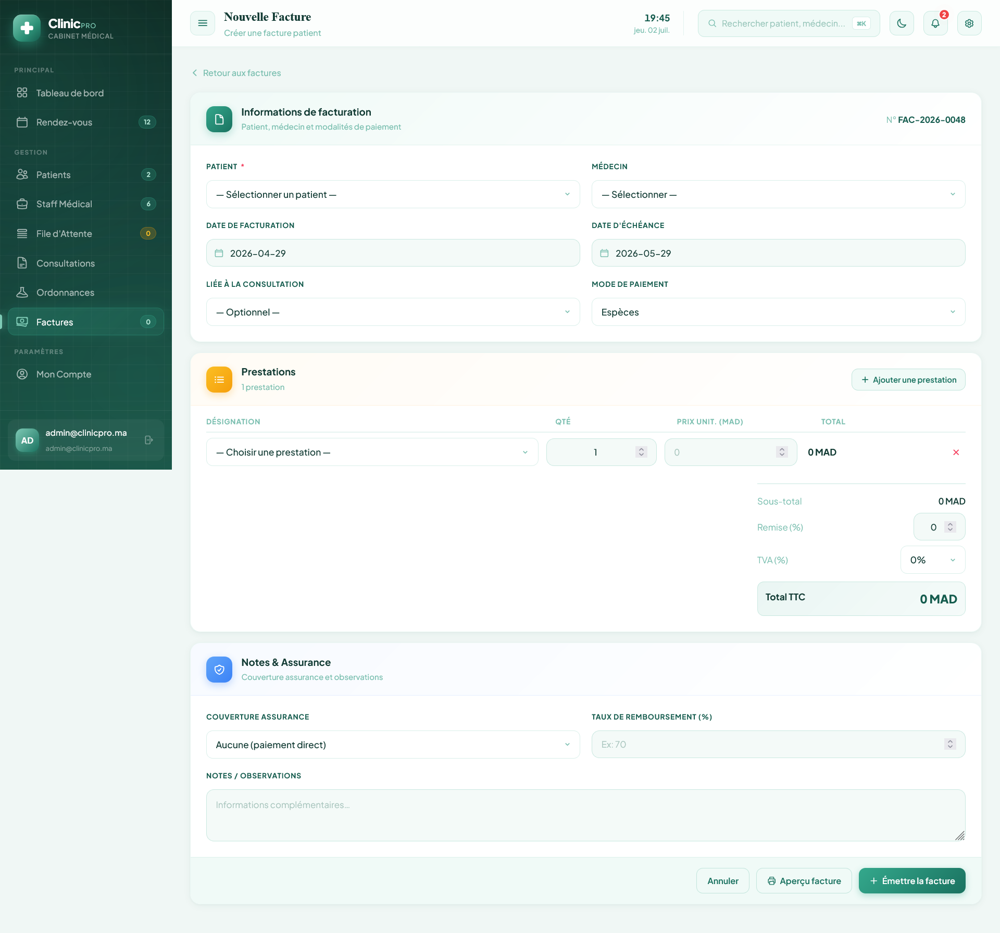 ClinicPRO
CABINET MÉDICAL
PRINCIPAL
Tableau de bord
Rendez-vous 12
GESTION
Patients 2
Staff Médical 6
File d'Attente 0
Consultations
Ordonnances
Factures 0
PARAMÈTRES
Mon Compte
AD
admin@clinicpro.ma
admin@clinicpro.ma
Nouvelle Facture
Créer une facture patient
19:45
jeu. 02 juil.
Rechercher patient, médecin... ⌘K
2
Retour aux factures
Informations de facturation
Patient, médecin et modalités de paiement
N° FAC-2026-0048
PATIENT *
— Sélectionner un patient —
MÉDECIN
— Sélectionner —
DATE DE FACTURATION
2026-04-29
DATE D'ÉCHÉANCE
2026-05-29
LIÉE À LA CONSULTATION
— Optionnel —
MODE DE PAIEMENT
Espèces
Prestations
1 prestation
Ajouter une prestation
DÉSIGNATION QTÉ PRIX UNIT. (MAD) TOTAL
— Choisir une prestation — 1 0 0 MAD
Sous-total 0 MAD
Remise (%) 0
TVA (%) 0%
Total TTC 0 MAD
Notes & Assurance
Couverture assurance et observations
COUVERTURE ASSURANCE
Aucune (paiement direct)
TAUX DE REMBOURSEMENT (%)
Ex: 70
NOTES / OBSERVATIONS
Informations complémentaires...
Annuler
Aperçu facture
Émettre la facture